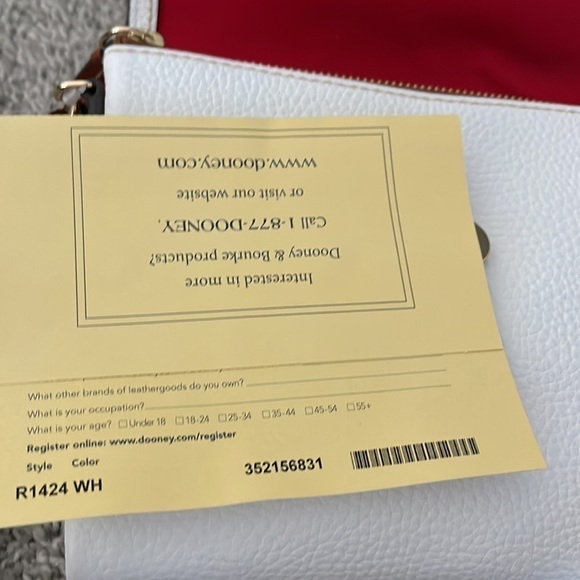 Interested in more
Dooney & Bourke products?
Call 1-877-DOONEY,
or visit our website
www.dooney.com
What other brands of leathergoods do you own?
What is your occupation?
What is your age? □ Under 18 □ 18-24 □ 25-34 □ 35-44 □ 45-54 □ 55+
Register online: www.dooney.com/register
Style Color
R1424 WH 352156831